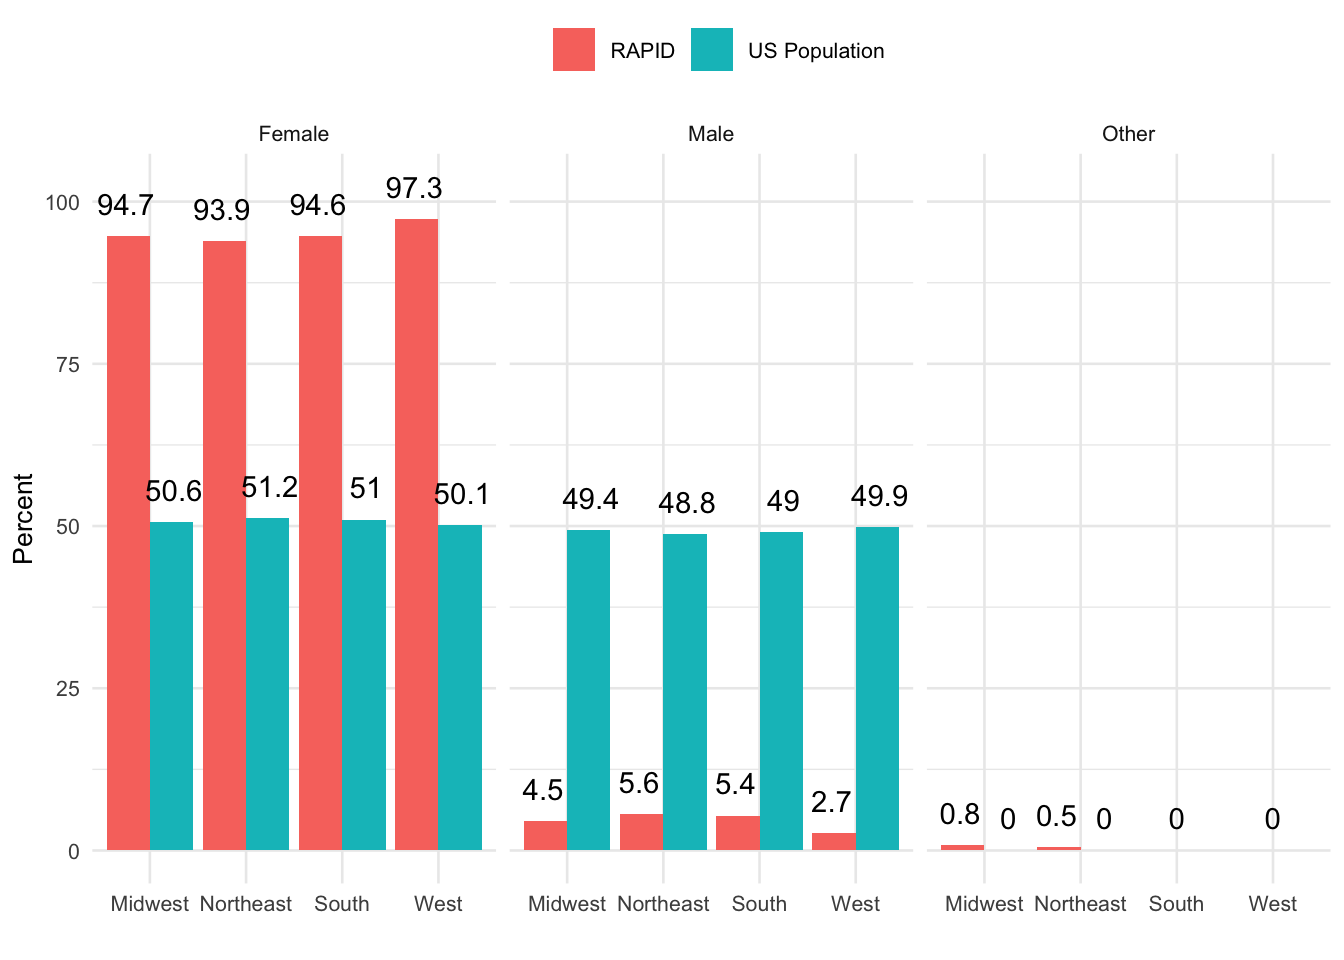 RAPID US Population
Female Male Other
Percent
100
75
50
25
0
94.7 93.9 94.6 97.3
50.6 51.2 51 50.1
49.4 48.8 49 49.9
4.5 5.6 5.4 2.7
0.8 0 0.5 0 0 0
Midwest Northeast South West Midwest Northeast South West Midwest Northeast South West